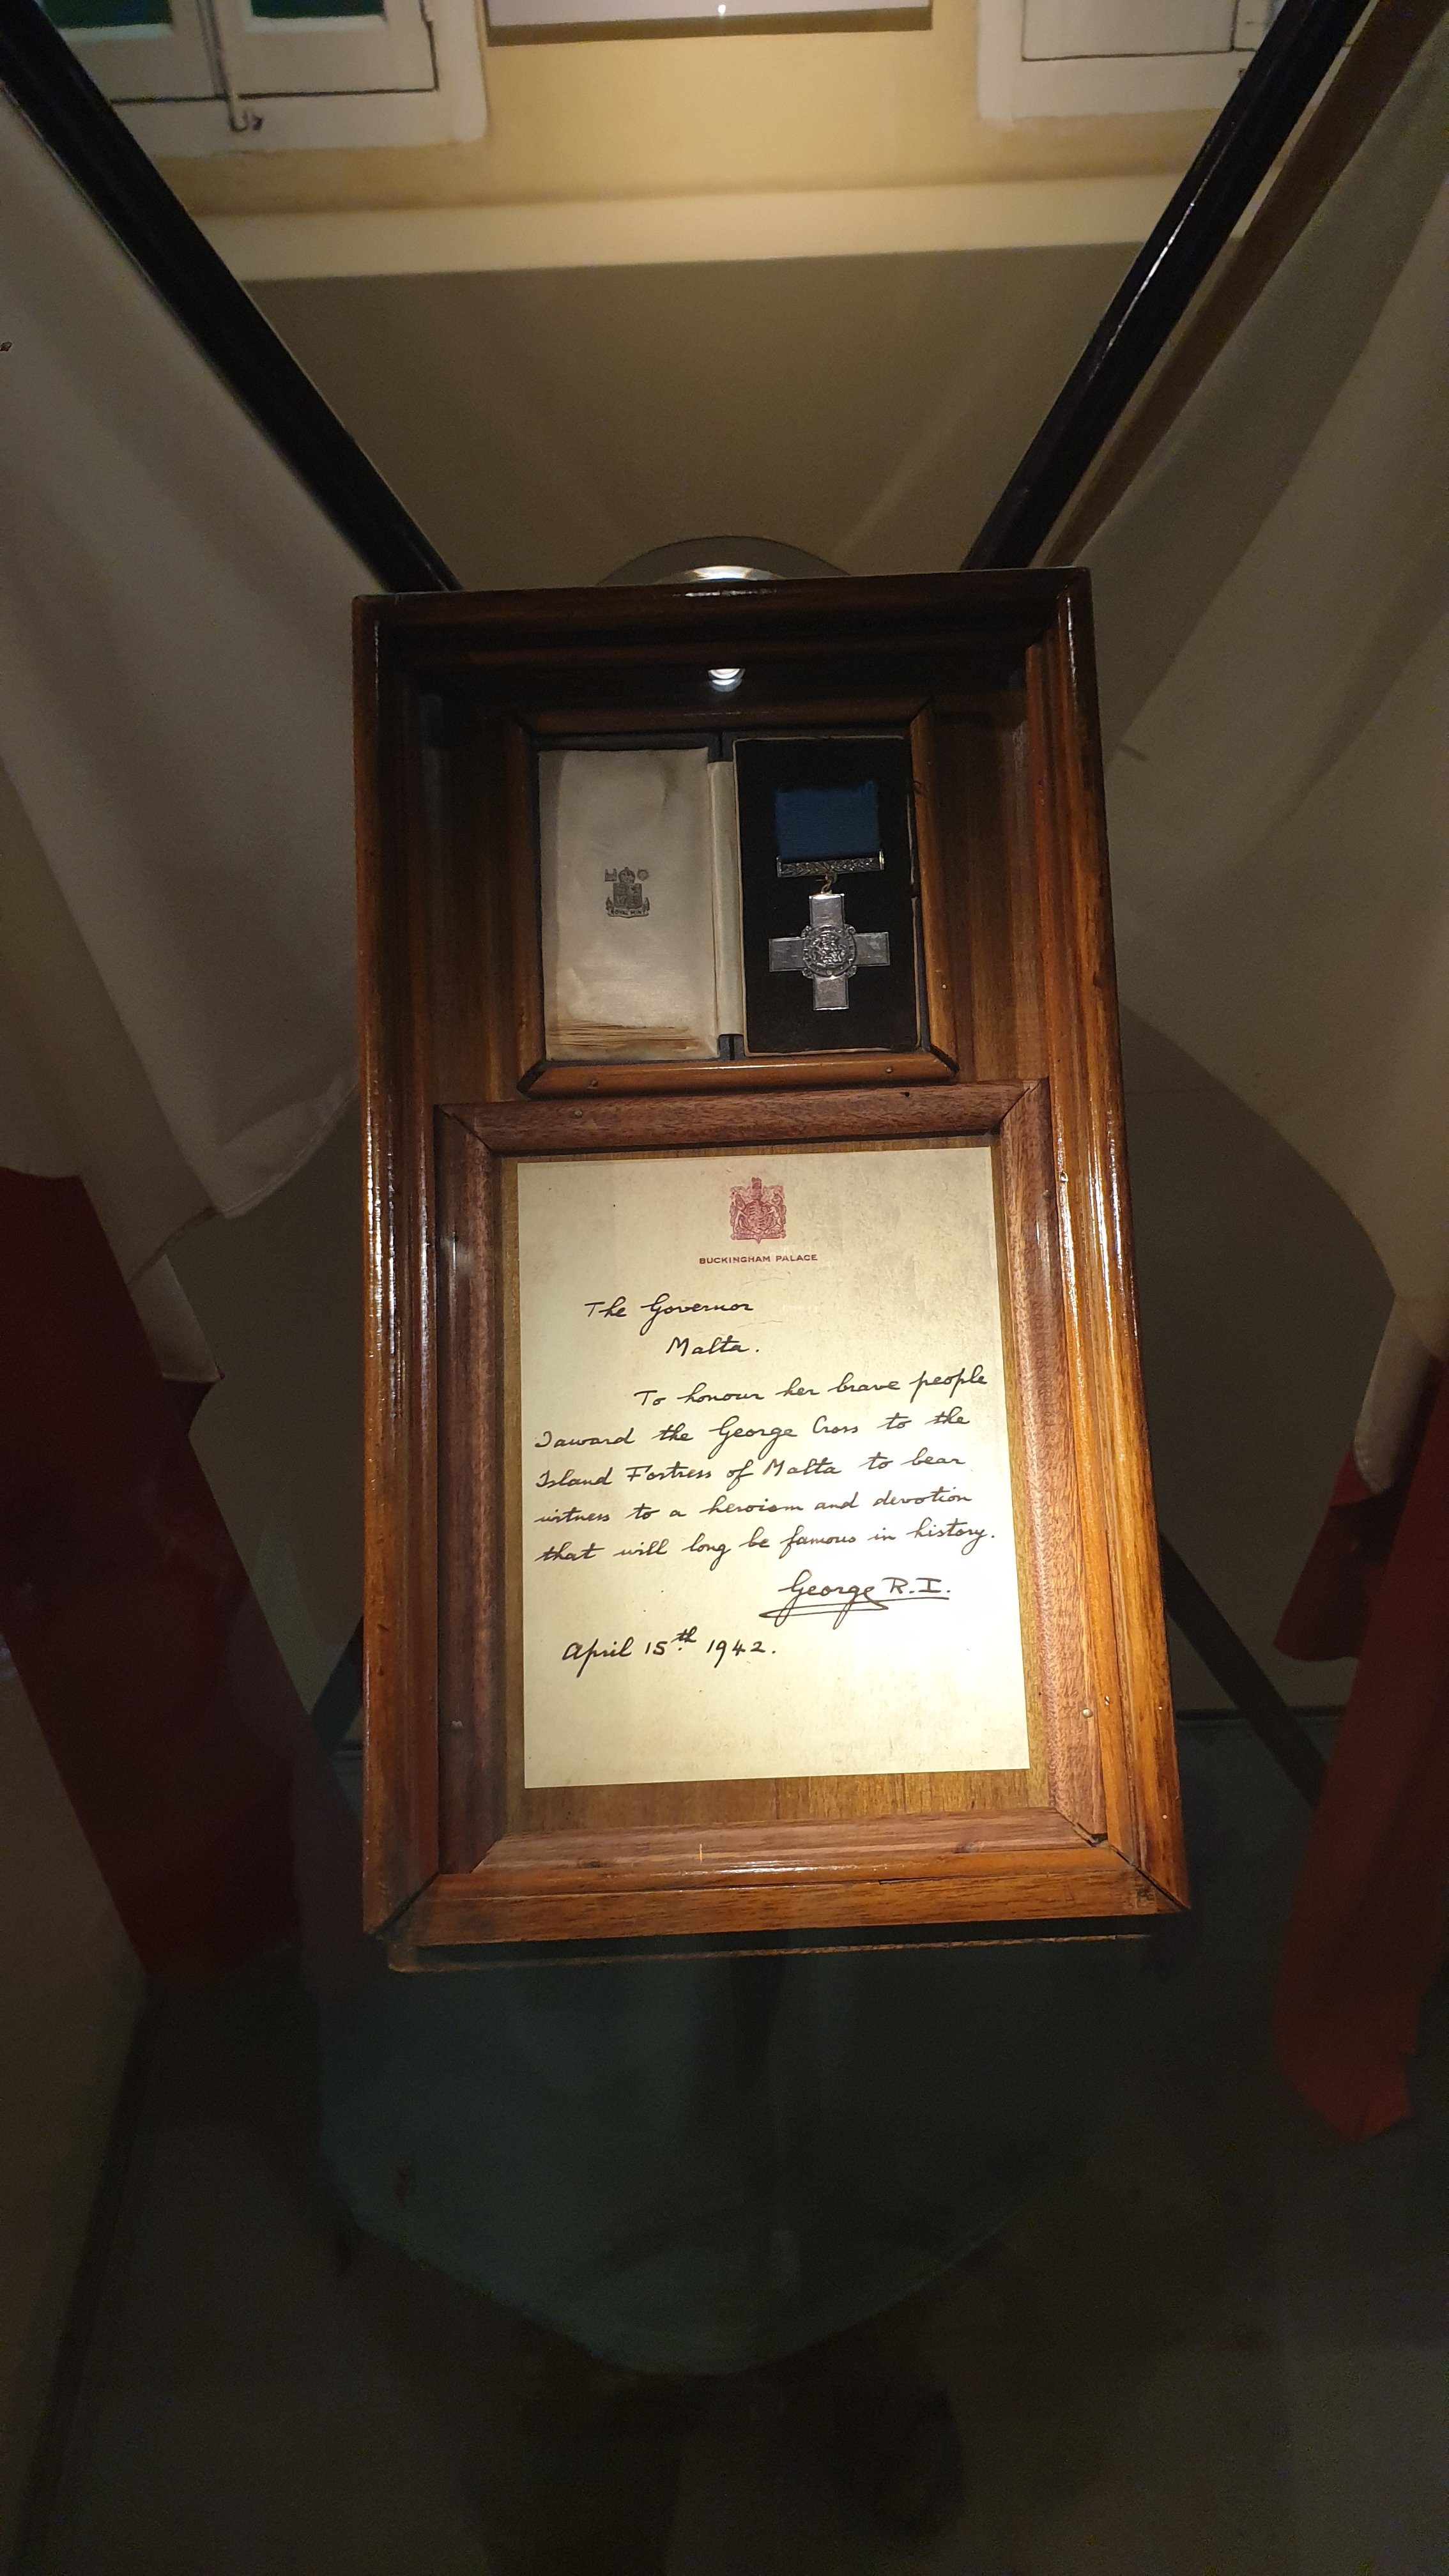 ROYAL MINT
BUCKINGHAM PALACE
The Governor
Malta.
To honour her brave people
I award the George Cross to the
Island Fortress of Malta to bear
witness to a heroism and devotion
that will long be famous in history.
George R.I.
April 15th 1942.